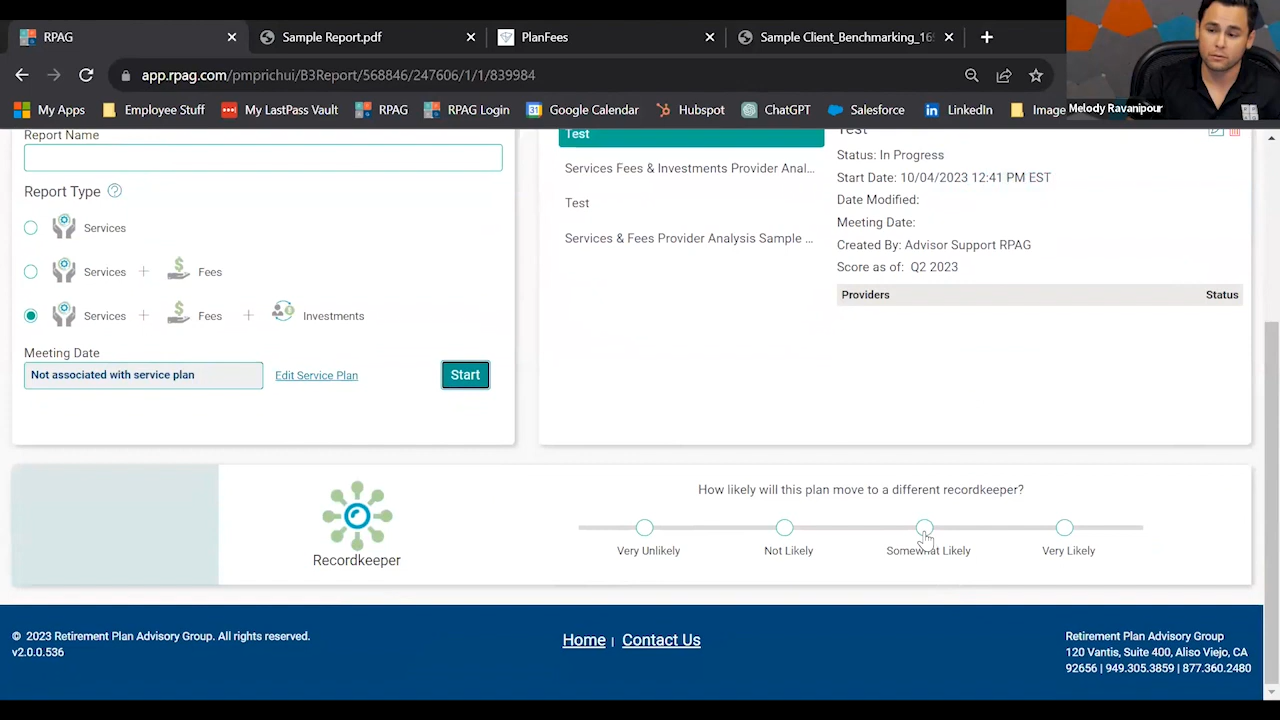 RPAG
Sample Report.pdf
PlanFees
Sample Client_Benchmarking_16
app.rpag.com/pmprichui/B3Report/568846/247606/1/1/839984
My Apps
Employee Stuff
My LastPass Vault
RPAG
RPAG Login
Google Calendar
Hubspot
ChatGPT
Salesforce
LinkedIn
Image
Melody Ravanipour
Report Name
Report Type
Services
Services + Fees
Services + Fees + Investments
Meeting Date
Not associated with service plan
Edit Service Plan
Start
Test
Services Fees & Investments Provider Anal...
Test
Services & Fees Provider Analysis Sample ...
Test
Status: In Progress
Start Date: 10/04/2023 12:41 PM EST
Date Modified:
Meeting Date:
Created By: Advisor Support RPAG
Score as of: Q2 2023
Providers Status
Recordkeeper
How likely will this plan move to a different recordkeeper?
Very Unlikely
Not Likely
Somewhat Likely
Very Likely
© 2023 Retirement Plan Advisory Group. All rights reserved.
v2.0.0.536
Home | Contact Us
Retirement Plan Advisory Group
120 Vantis, Suite 400, Aliso Viejo, CA
92656 | 949.305.3859 | 877.360.2480